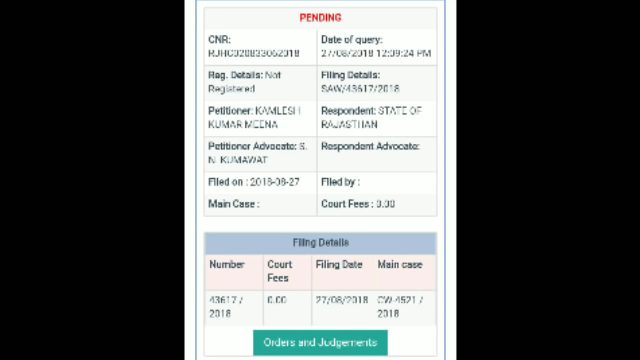 PENDING
CNR: Date of query:
RJHC020833062018 27/08/2018 12:09:24 PM
Reg. Details: Not Filing Details:
Registered SAW/43617/2018
Petitioner: KAMLESH Respondent: STATE OF
KUMAR MEENA RAJASTHAN
Petitioner Advocate: S. Respondent Advocate:
N. KUMAWAT
Filed on : 2018-08-27 Filed by :
Main Case : Court Fees : 0.00
Filing Details
Number Court Filing Date Main case
Fees
43617 / 0.00 27/08/2018 CW-4521 /
2018 2018
Orders and Judgements